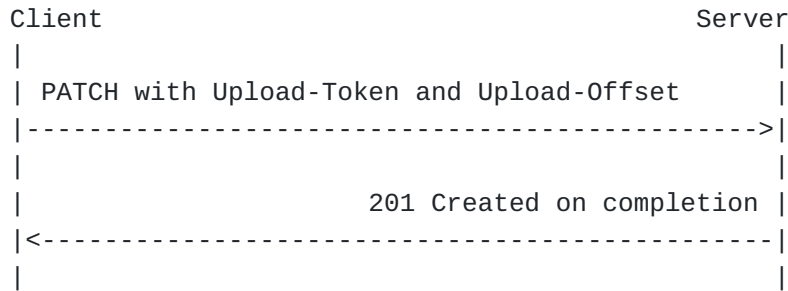 Client                                      Server
|                                                |
| PATCH with Upload-Token and Upload-Offset      |
|----------------------------------------------->|
|                                                |
|                      201 Created on completion |
|<-----------------------------------------------|
|                                                |